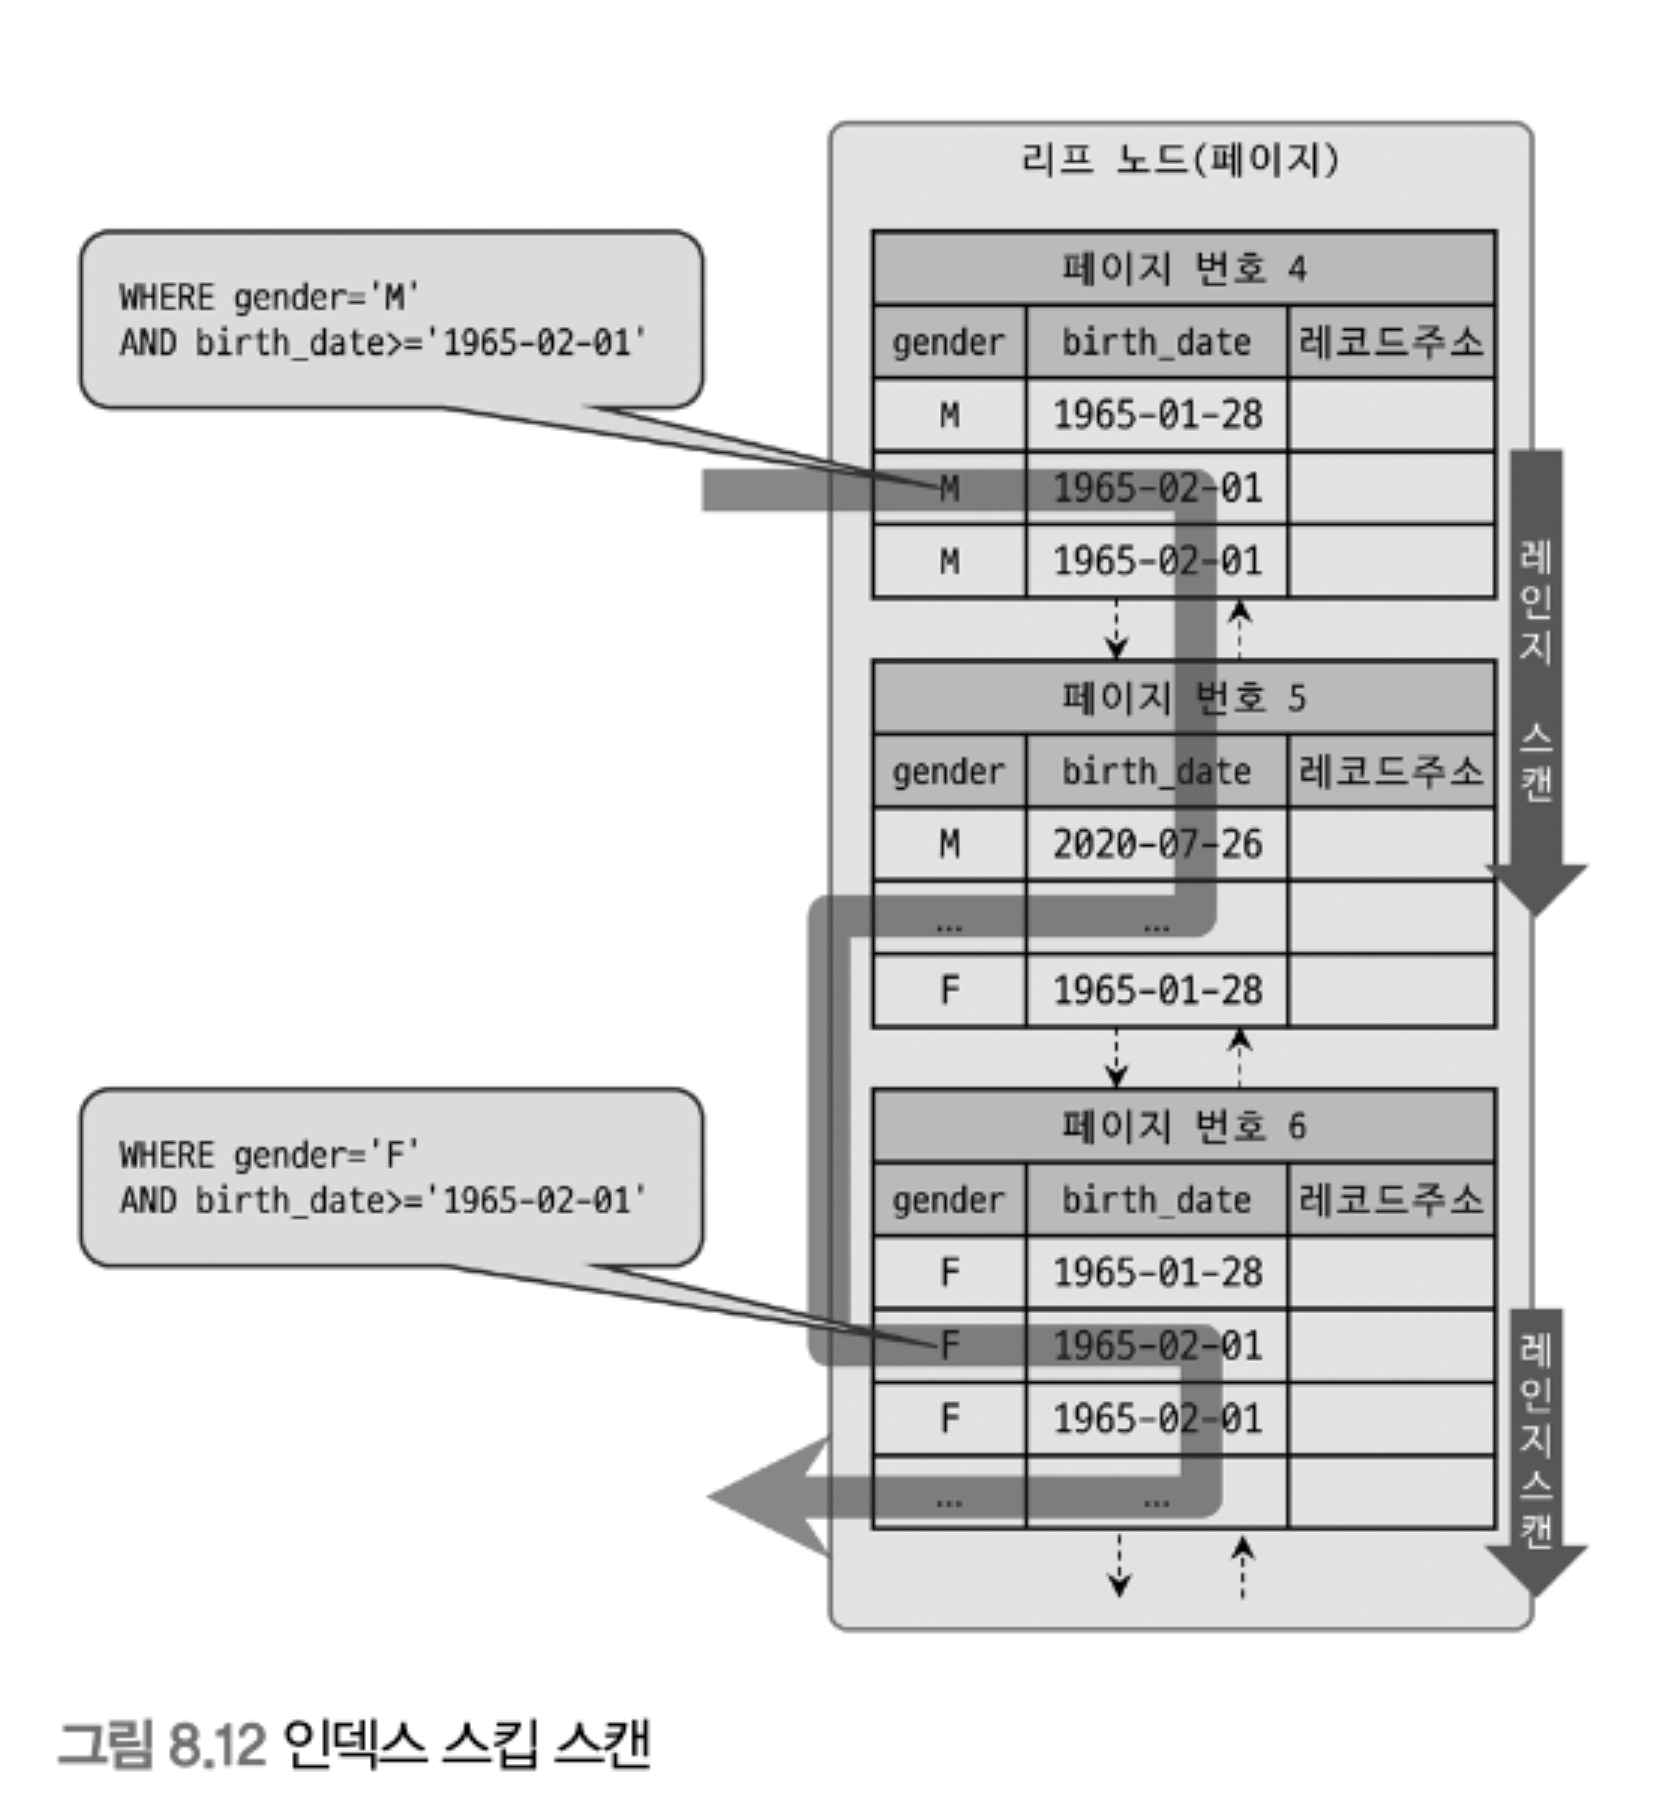 리프 노드(페이지)
WHERE gender='M'
AND birth_date>='1965-02-01'
페이지 번호 4
gender birth_date 레코드주소
M 1965-01-28
M 1965-02-01
M 1965-02-01
레인지 스캔
페이지 번호 5
gender birth_date 레코드주소
M 2020-07-26
... ...
F 1965-01-28
WHERE gender='F'
AND birth_date>='1965-02-01'
페이지 번호 6
gender birth_date 레코드주소
F 1965-01-28
F 1965-02-01
F 1965-02-01
... ...
레인지스캔
그림 8.12 인덱스 스킵 스캔